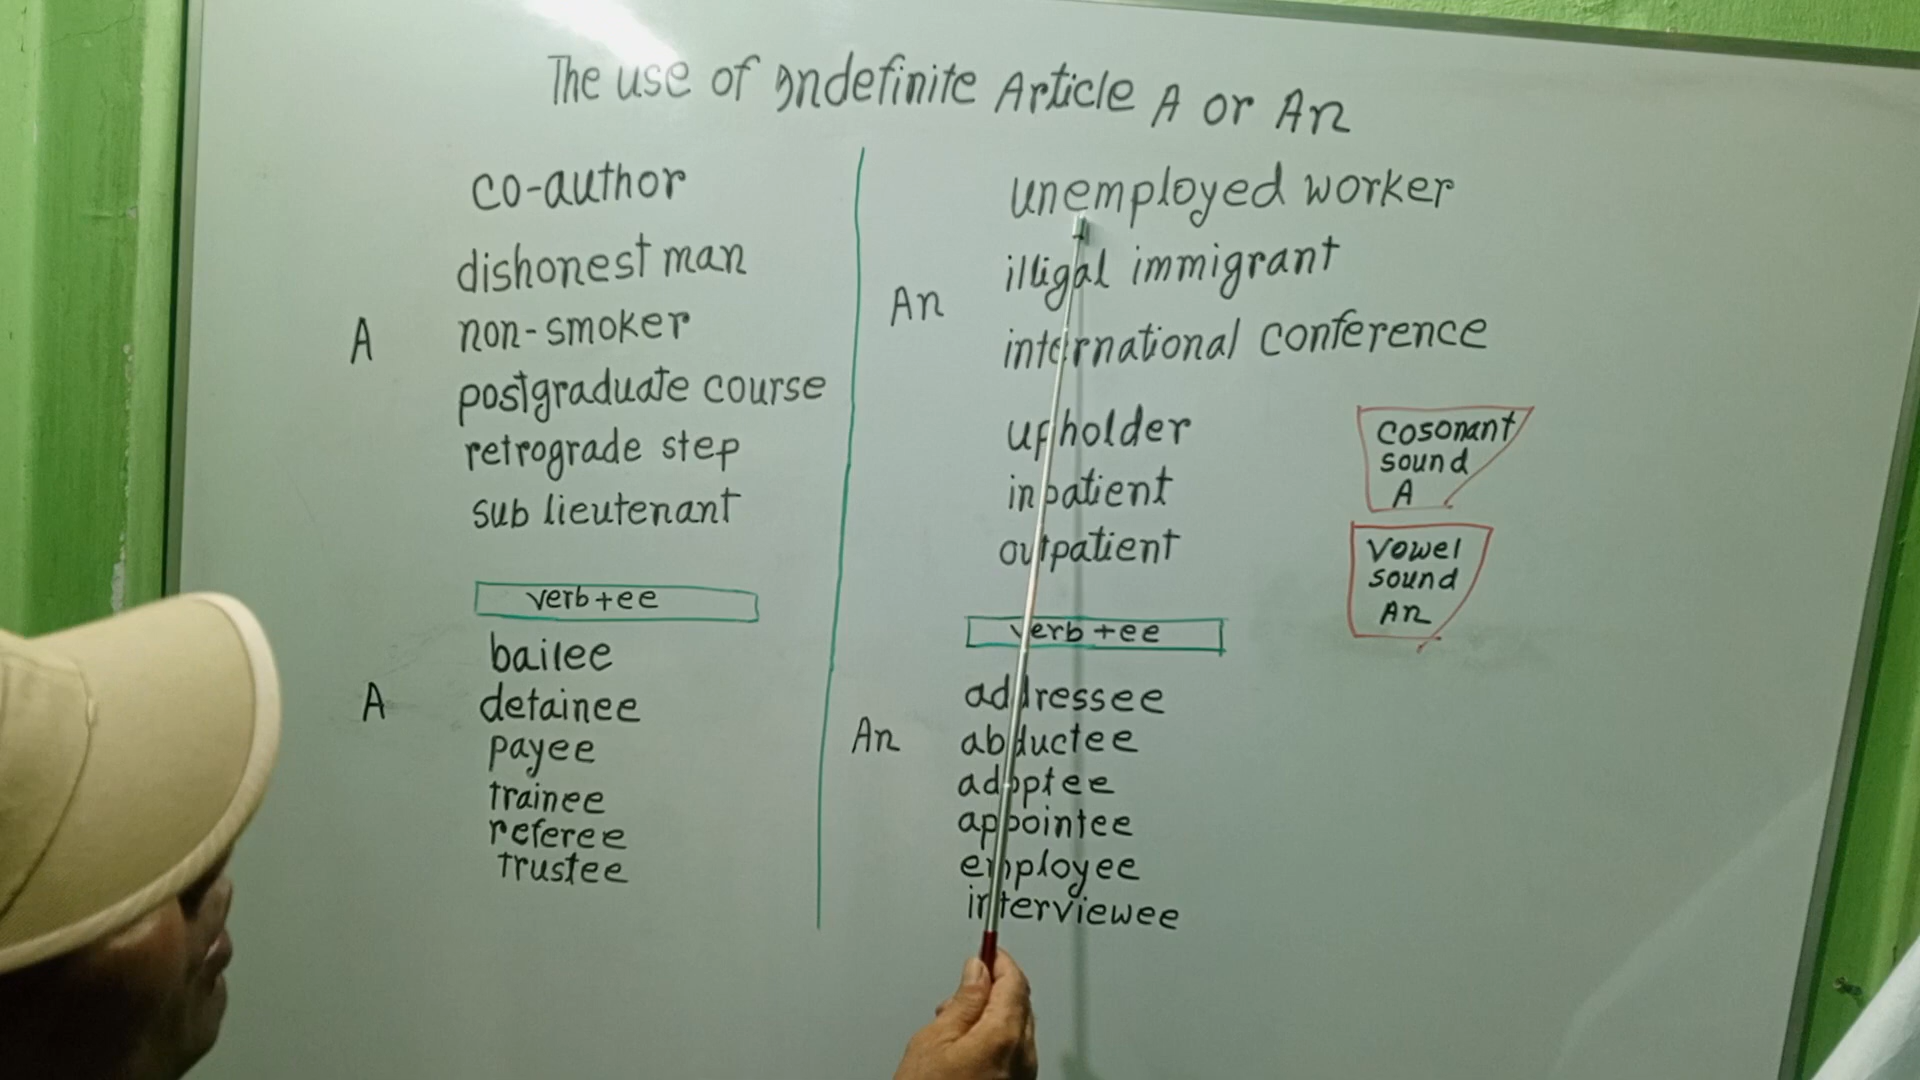 The use of Indefinite Article A or An
co-author
dishonest man
A
non-smoker
postgraduate course
retrograde step
sub lieutenant
verb+ee
bailee
detainee
A
payee
trainee
referee
trustee
unemployed worker
illigal immigrant
An
international conference
upholder
inpatient
outpatient
verb +ee
addressee
abductee
An
adoptee
appointee
employee
interviewee
cosonant
sound
A
Vowel
sound
An